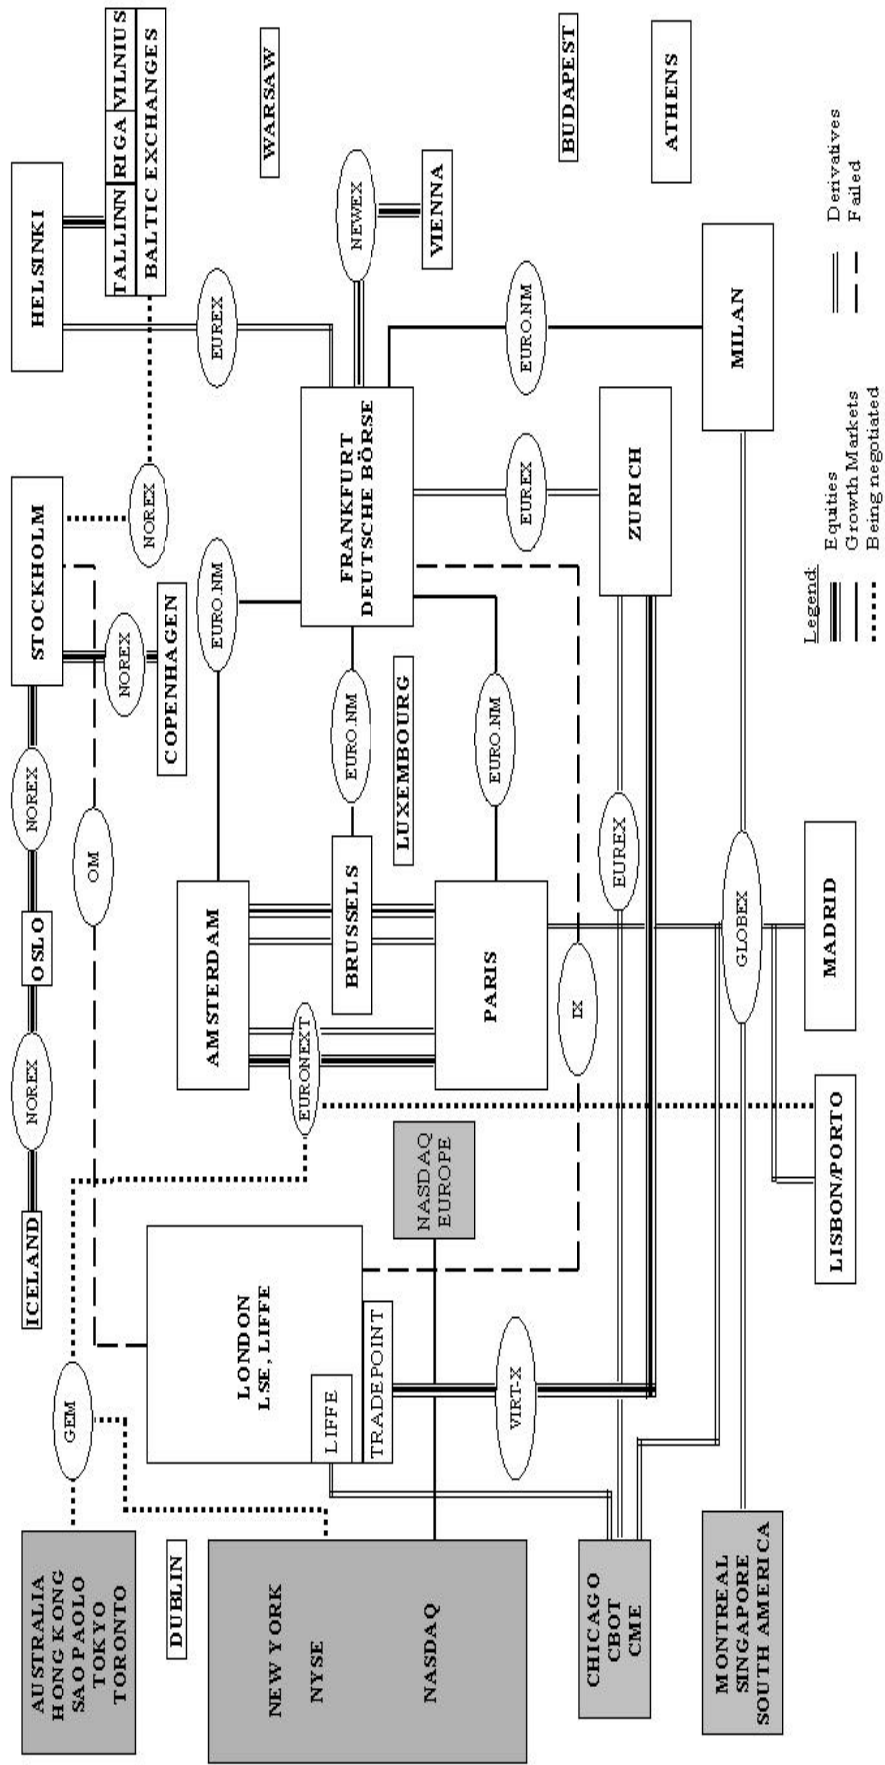 AUSTRALIA
HONG KONG
SAO PAOLO
TOKYO
TORONTO
GEM
ICELAND
NOREX
OSLO
NOREX
STOCKHOLM
HELSINKI
OM
NOREX
COPENHAGEN
NOREX
TALLINN RIGA VILNIUS
BALTIC EXCHANGES
DUBLIN
NEW YORK
NYSE
NASDAQ
LONDON
LSE, LIFFE
LIFFE
TRADEPOINT
AMSTERDAM
EURO.NM
EUREX
WARSAW
EURONEXT
BRUSSELS
EURO.NM
FRANKFURT
DEUTSCHE BÖRSE
NEWEX
VIENNA
NASDAQ
EUROPE
LUXEMBOURG
PARIS
EURO.NM
VIRT-X
EUREX
EURO.NM
BUDAPEST
IX
CHICAGO
CBOT
CME
EUREX
ZURICH
ATHENS
MONTREAL
SINGAPORE
SOUTH AMERICA
GLOBEX
MILAN
LISBON/PORTO
MADRID
Legend:
Equities
Growth Markets
Being negotiated
Derivatives
Failed